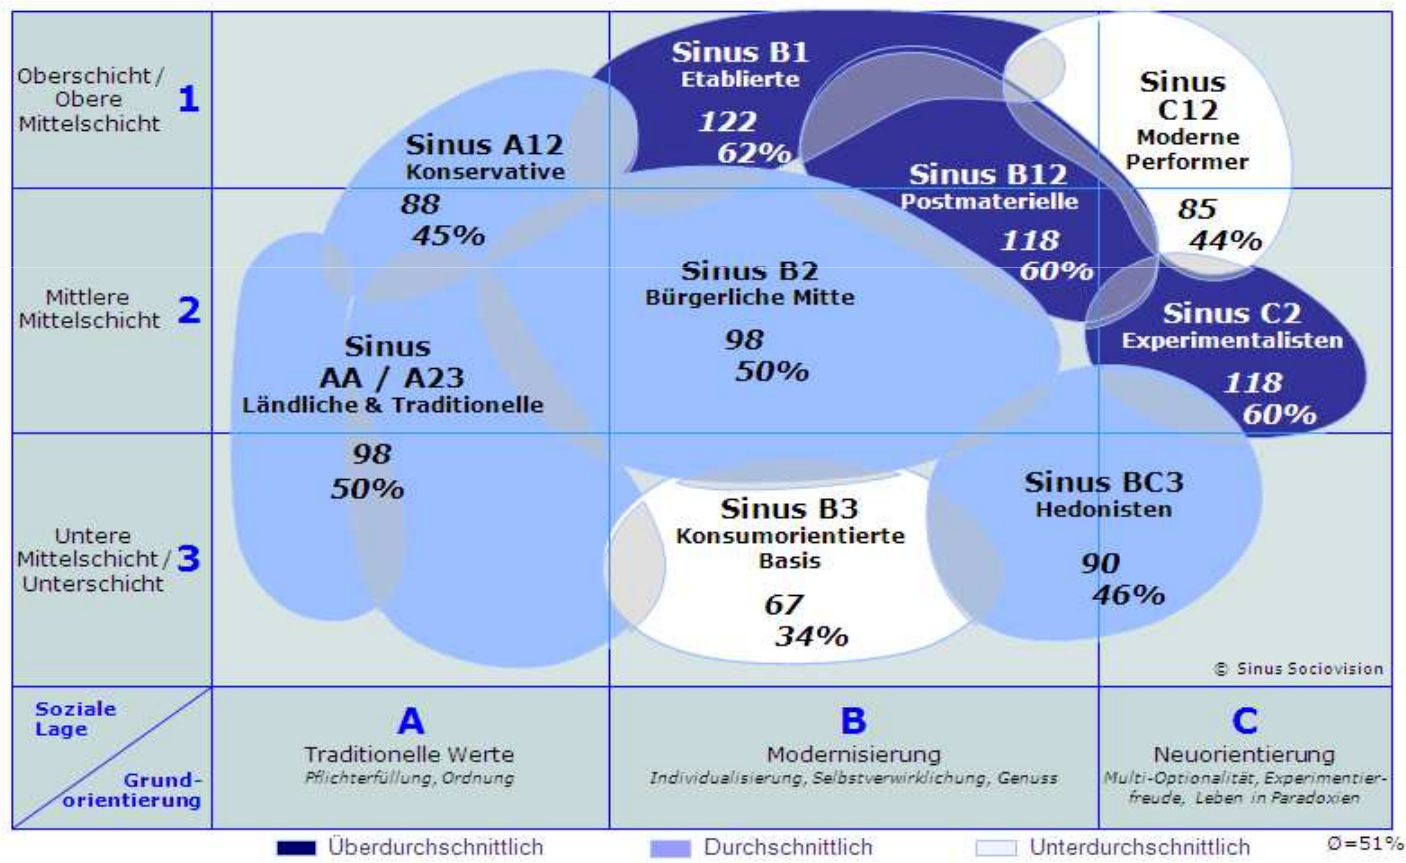 Oberschicht /
Obere
Mittelschicht
1
Mittlere
Mittelschicht
2
Untere
Mittelschicht /
Unterschicht
3
Sinus B1
Etablierte
122
62%
Sinus
C12
Moderne
Performer
85
44%
Sinus A12
Konservative
88
45%
Sinus B12
Postmaterielle
118
60%
Sinus B2
Bürgerliche Mitte
98
50%
Sinus C2
Experimentalisten
118
60%
Sinus
AA / A23
Ländliche & Traditionelle
98
50%
Sinus B3
Konsumorientierte
Basis
67
34%
Sinus BC3
Hedonisten
90
46%
© Sinus Sociovision
Soziale
Lage
Grund-
orientierung
A
Traditionelle Werte
Pflichterfüllung, Ordnung
B
Modernisierung
Individualisierung, Selbstverwirklichung, Genuss
C
Neuorientierung
Multi-Optionalität, Experimentier-
freude, Leben in Paradoxien
Überdurchschnittlich
Durchschnittlich
Unterdurchschnittlich
Ø=51%